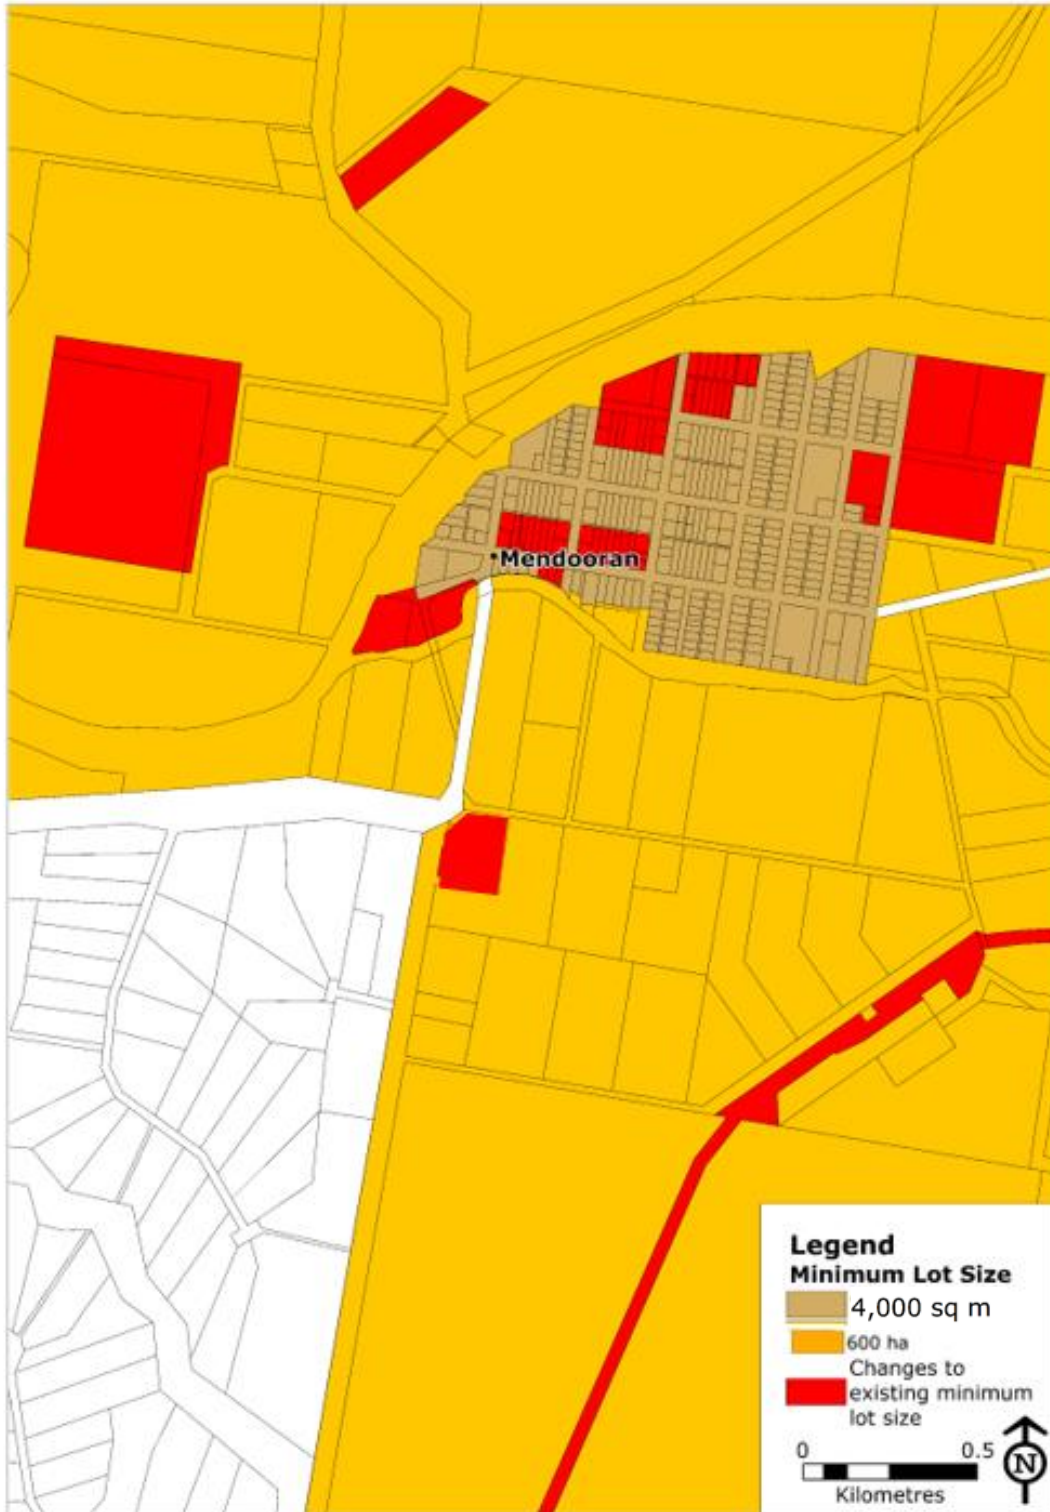 Mendooran
Legend
Minimum Lot Size
4,000 sq m
600 ha
Changes to
existing minimum
lot size
0 0.5
Kilometres
N